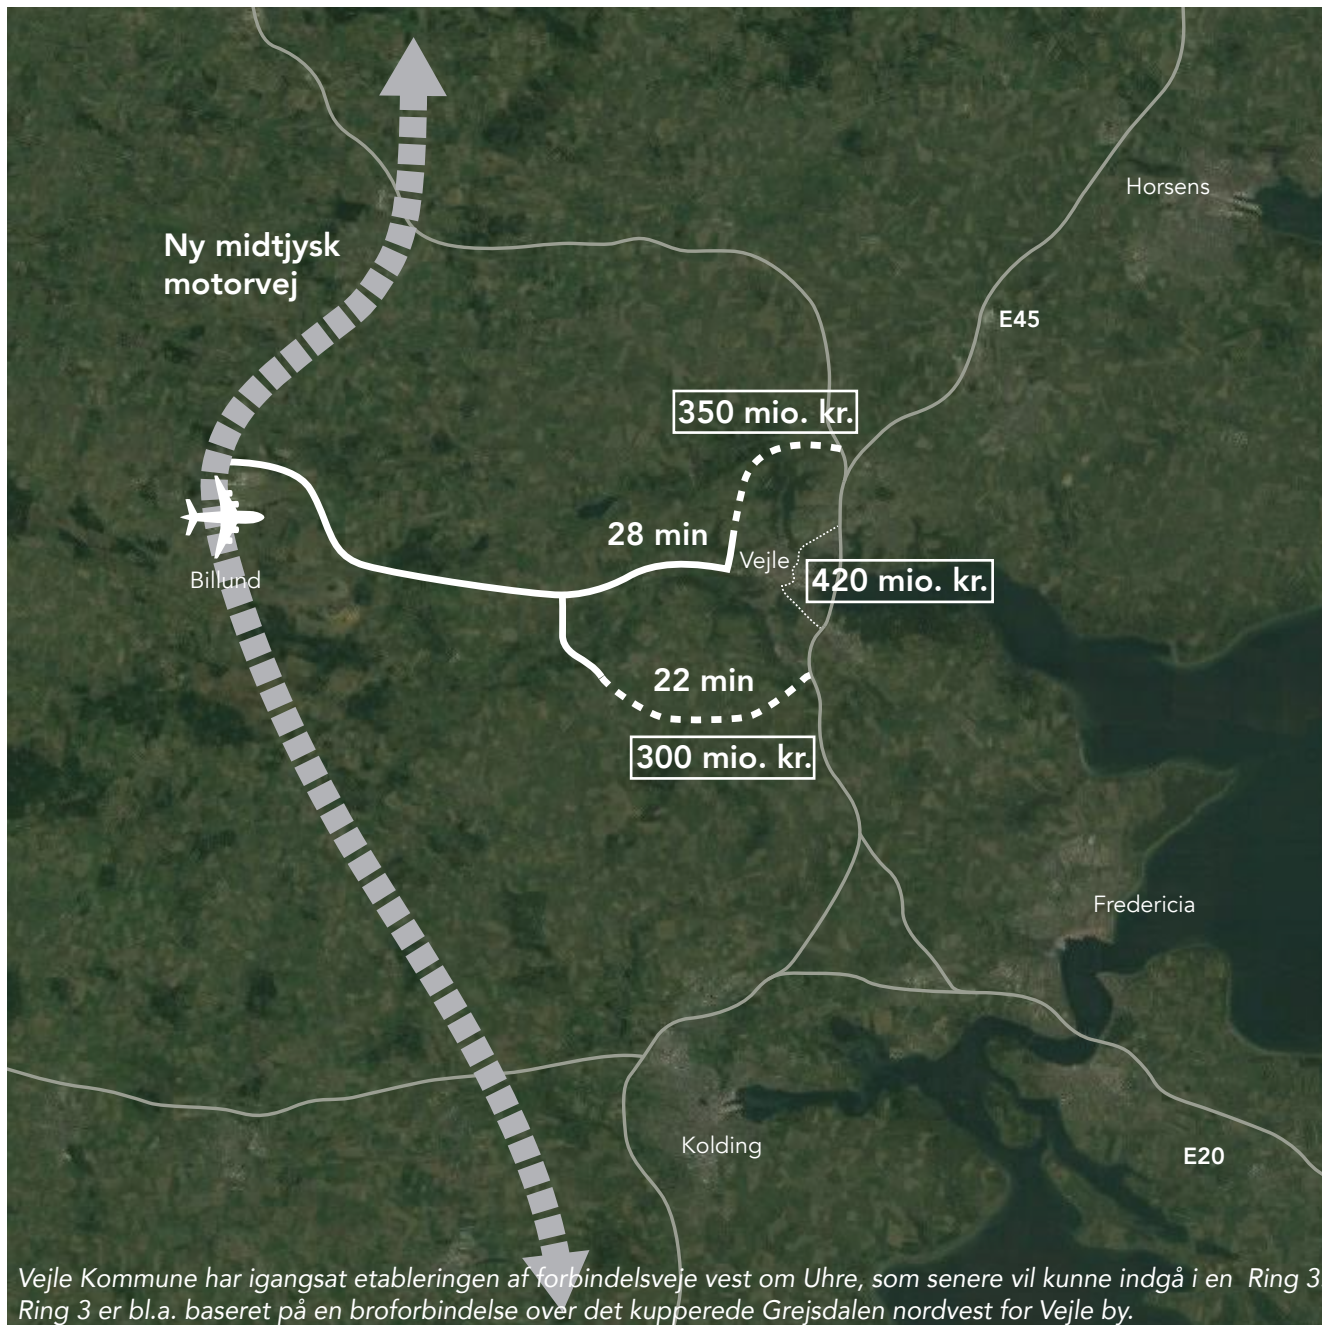 Horsens
Ny midtjysk
motorvej
E45
350 mio. kr.
28 min
Vejle
420 mio. kr.
Billund
22 min
300 mio. kr.
Fredericia
Kolding
E20
Vejle Kommune har igangsat etableringen af forbindelsveje vest om Uhre, som senere vil kunne indgå i en Ring 3
Ring 3 er bl.a. baseret på en broforbindelse over det kupperede Grejsdalen nordvest for Vejle by.